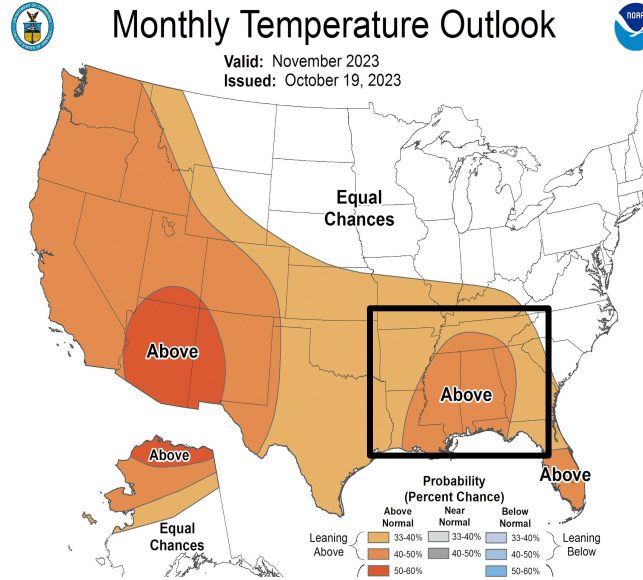 Monthly Temperature Outlook
Valid: November 2023
Issued: October 19, 2023
Equal
Chances
Above
Above
Above
Above
Equal
Chances
Probability
(Percent Chance)
Above
Normal
Near
Normal
Below
Normal
Leaning
Above
33-40%
33-40%
33-40%
Leaning
Below
40-50%
40-50%
40-50%
50-60%
50-60%